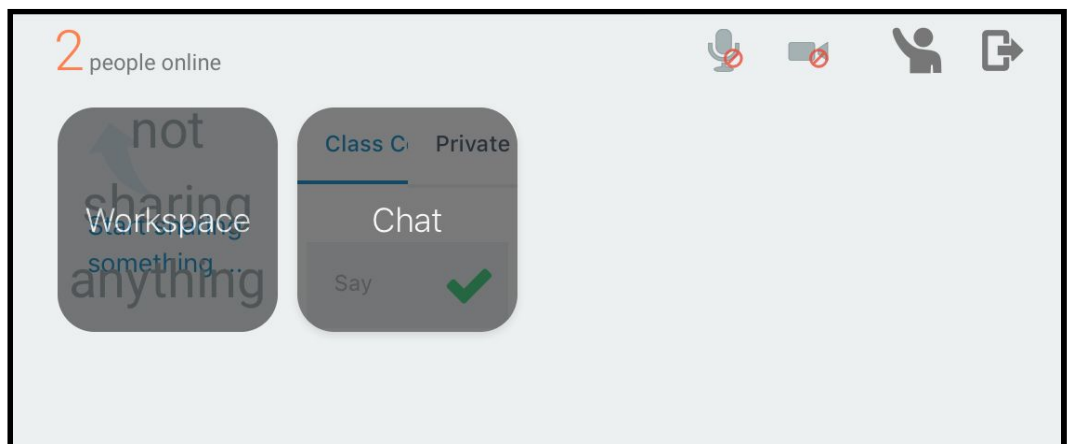 2 people online
not
sharing
anything
Start sharing
something ...
Workspace
Class C
Private
Chat
Say